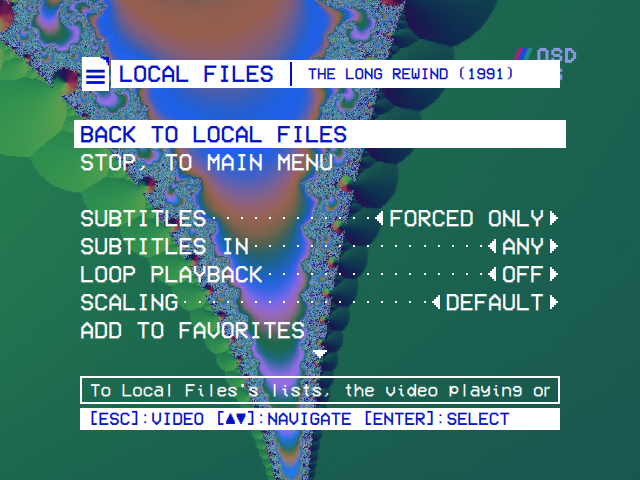 OSD
LOCAL FILES | THE LONG REWIND (1991)
BACK TO LOCAL FILES
STOP, TO MAIN MENU
SUBTITLES FORCED ONLY
SUBTITLES IN ANY
LOOP PLAYBACK OFF
SCALING DEFAULT
ADD TO FAVORITES
To Local Files's lists, the video playing or
[ESC]:VIDEO [▲▼]:NAVIGATE [ENTER]:SELECT